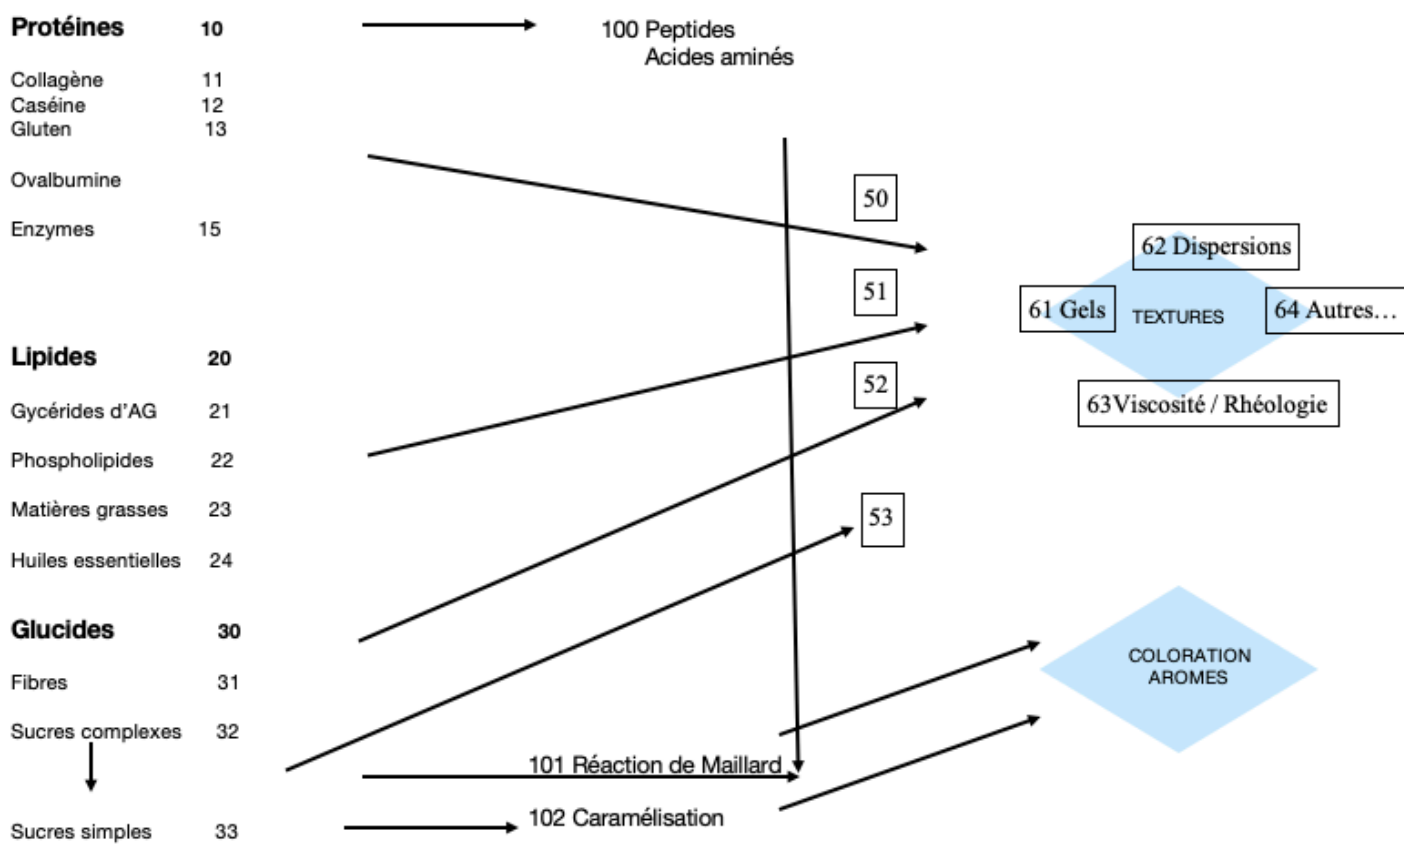 Protéines 10
100 Peptides
Acides aminés
Collagène 11
Caséine 12
Gluten 13
Ovalbumine
50
Enzymes 15
62 Dispersions
51
61 Gels
TEXTURES
64 Autres…
Lipides 20
52
Gycérides d'AG 21
63Viscosité / Rhéologie
Phospholipides 22
Matières grasses 23
53
Huiles essentielles 24
Glucides 30
COLORATION
AROMES
Fibres 31
Sucres complexes 32
101 Réaction de Maillard
102 Caramélisation
Sucres simples 33